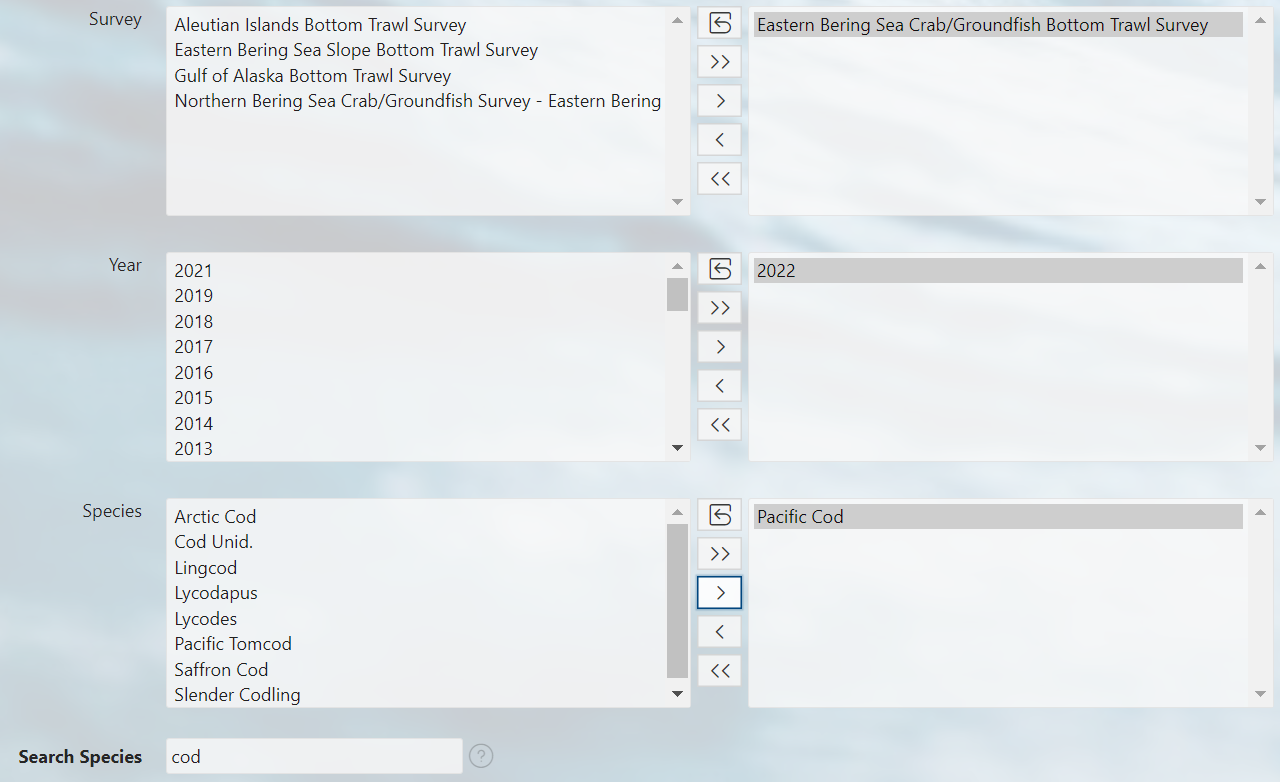 Survey
Aleutian Islands Bottom Trawl Survey
Eastern Bering Sea Slope Bottom Trawl Survey
Gulf of Alaska Bottom Trawl Survey
Northern Bering Sea Crab/Groundfish Survey - Eastern Bering
Eastern Bering Sea Crab/Groundfish Bottom Trawl Survey
Year
2021
2019
2018
2017
2016
2015
2014
2013
2022
Species
Arctic Cod
Cod Unid.
Lingcod
Lycodapus
Lycodes
Pacific Tomcod
Saffron Cod
Slender Codling
Pacific Cod
Search Species
cod
?